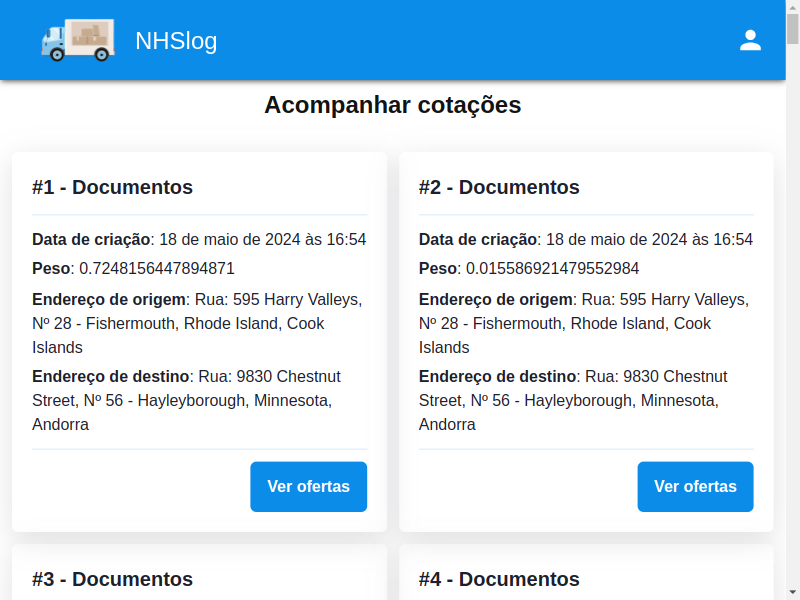 NHSlog
Acompanhar cotações
#1 - Documentos
Data de criação: 18 de maio de 2024 às 16:54
Peso: 0.7248156447894871
Endereço de origem: Rua: 595 Harry Valleys,
Nº 28 - Fishermouth, Rhode Island, Cook
Islands
Endereço de destino: Rua: 9830 Chestnut
Street, Nº 56 - Hayleyborough, Minnesota,
Andorra
Ver ofertas
#2 - Documentos
Data de criação: 18 de maio de 2024 às 16:54
Peso: 0.015586921479552984
Endereço de origem: Rua: 595 Harry Valleys,
Nº 28 - Fishermouth, Rhode Island, Cook
Islands
Endereço de destino: Rua: 9830 Chestnut
Street, Nº 56 - Hayleyborough, Minnesota,
Andorra
Ver ofertas
#3 - Documentos
#4 - Documentos